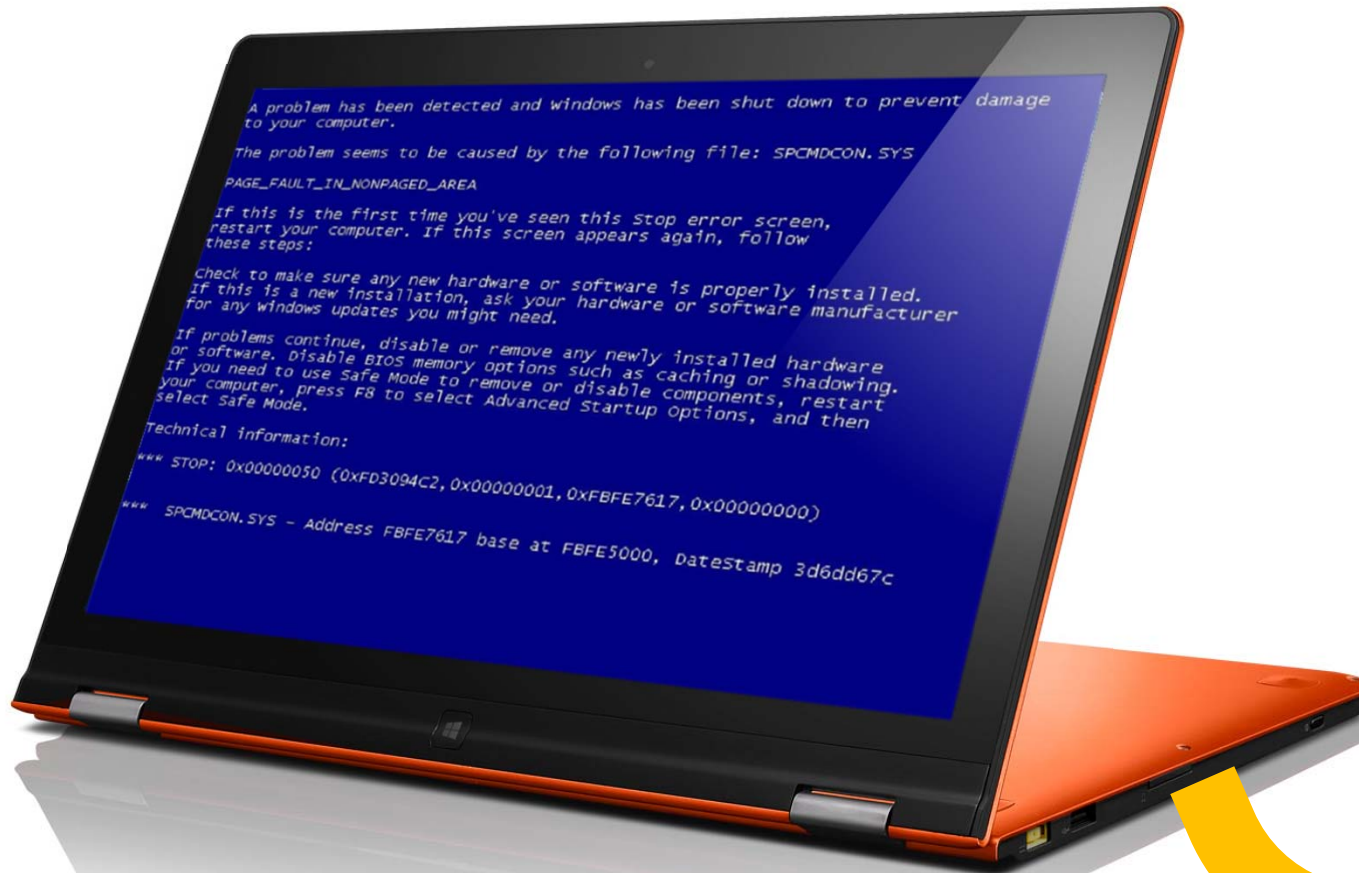 A problem has been detected and Windows has been shut down to prevent damage
to your computer.
The problem seems to be caused by the following file: SPCMDCON.SYS
PAGE_FAULT_IN_NONPAGED_AREA
If this is the first time you've seen this Stop error screen,
restart your computer. If this screen appears again, follow
these steps:
Check to make sure any new hardware or software is properly installed.
If this is a new installation, ask your hardware or software manufacturer
for any windows updates you might need.
If problems continue, disable or remove any newly installed hardware
or software. Disable BIOS memory options such as caching or shadowing.
If you need to use Safe Mode to remove or disable components, restart
your computer, press F8 to select Advanced Startup Options, and then
select Safe Mode.
Technical information:
*** STOP: 0x00000050 (0xFD3094C2,0x00000001,0xFBFE7617,0x00000000)
*** SPCMDCON.SYS - Address FBFE7617 base at FBFE5000, DateStamp 3d6dd67c